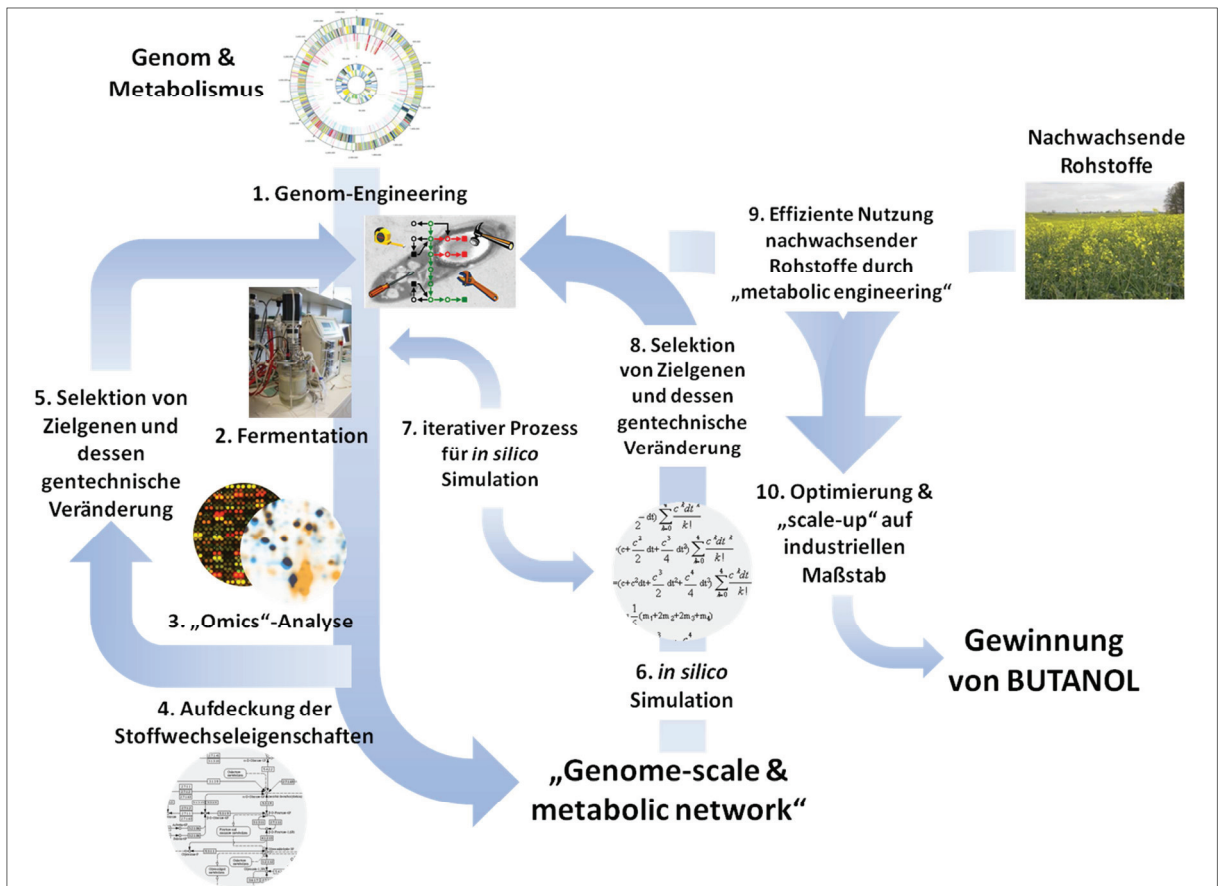 Genom &
Metabolismus
Nachwachsende
Rohstoffe
1. Genom-Engineering
9. Effiziente Nutzung
nachwachsender
Rohstoffe durch
„metabolic engineering“
8. Selektion
von Zielgenen
und dessen
gentechnische
Veränderung
5. Selektion von
Zielgenen und
dessen
gentechnische
Veränderung
2. Fermentation
7. iterativer Prozess
für in silico
Simulation
10. Optimierung &
„scale-up“ auf
industriellen
Maßstab
3. „Omics“-Analyse
6. in silico
Simulation
Gewinnung
von BUTANOL
4. Aufdeckung der
Stoffwechseleigenschaften
„Genome-scale &
metabolic network“